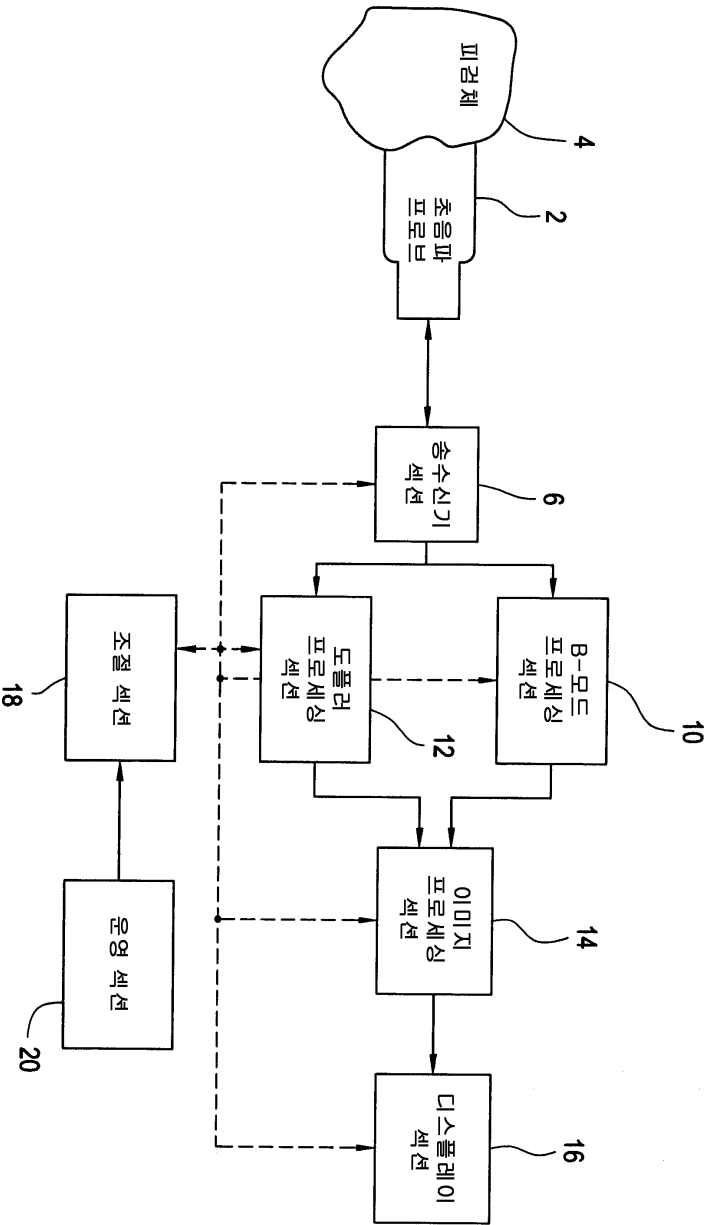 피검체
4
초음파
프로브
2
송수신기
섹션
6
B-모드
프로세싱
섹션
10
도플러
프로세싱
섹션
12
이미지
프로세싱
섹션
14
디스플레이
섹션
16
조절 섹션
18
운영 섹션
20